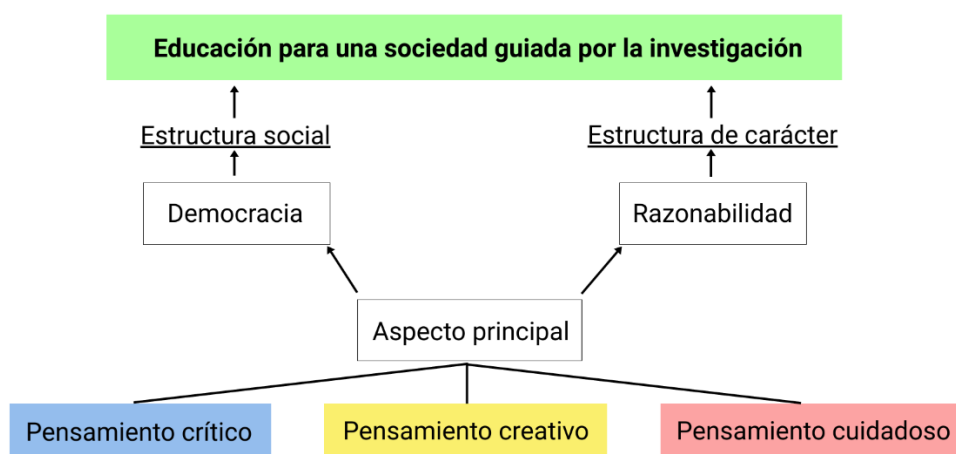 Educación para una sociedad guiada por la investigación
Estructura social
Estructura de carácter
Democracia
Razonabilidad
Aspecto principal
Pensamiento crítico
Pensamiento creativo
Pensamiento cuidadoso